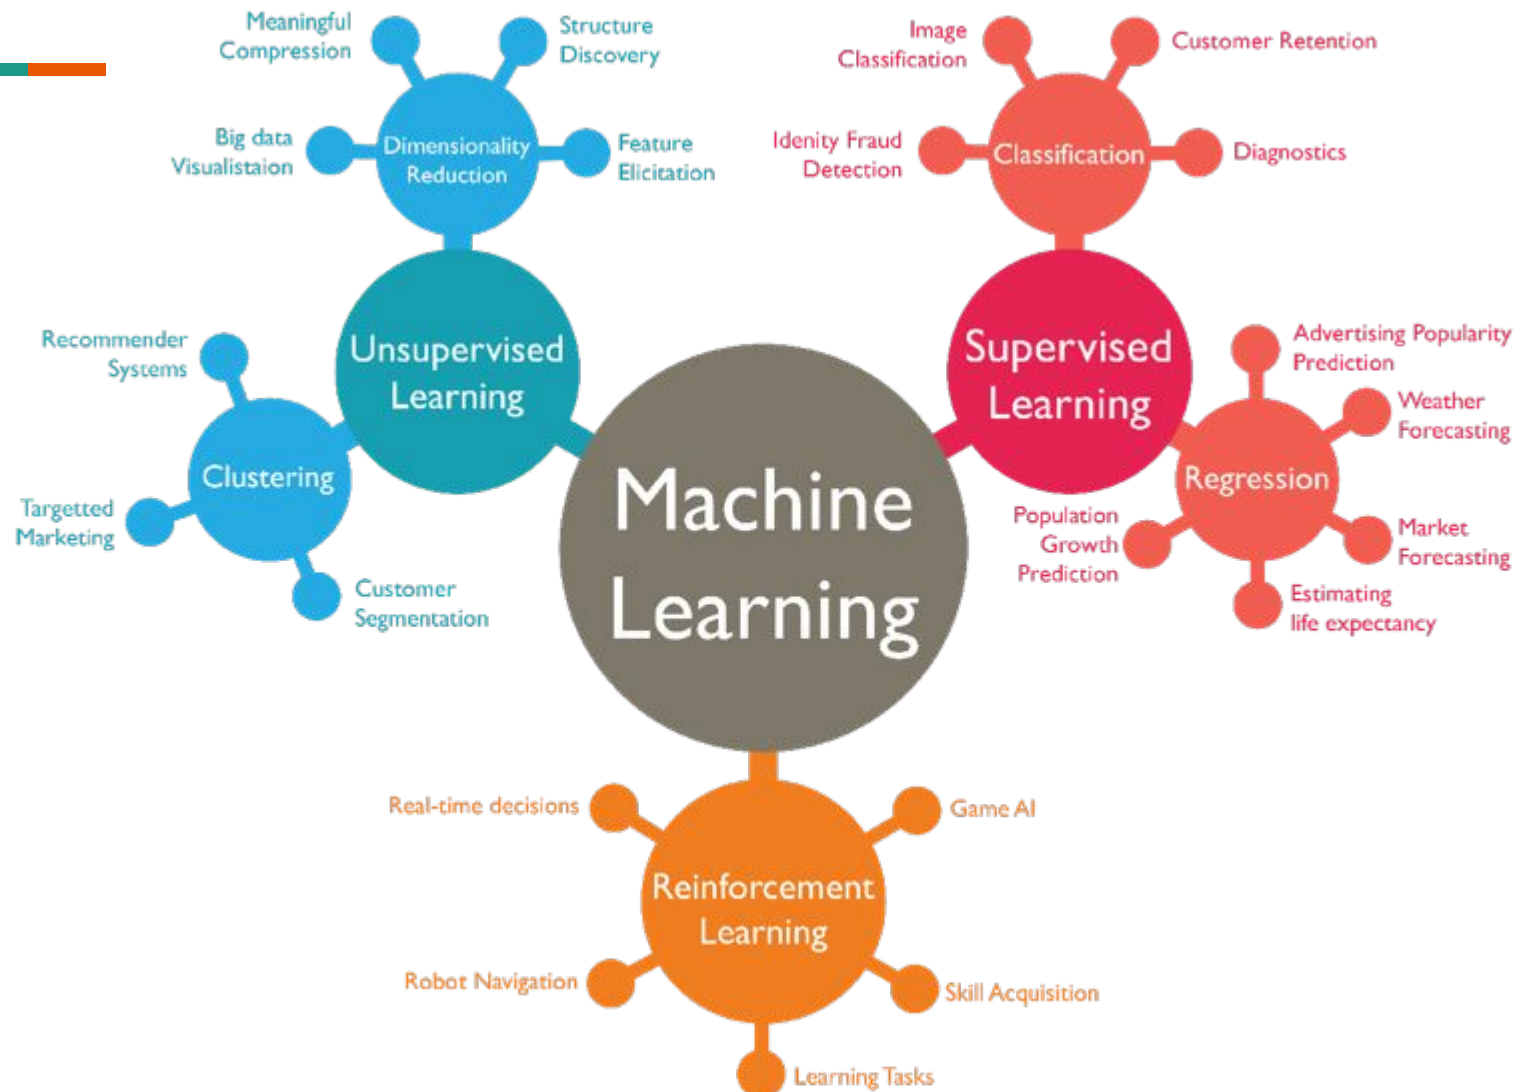 Meaningful
Compression
Structure
Discovery
Big data
Visualistaion
Dimensionality
Reduction
Feature
Elicitation
Image
Classification
Customer Retention
Idenity Fraud
Detection
Classification
Diagnostics
Unsupervised
Learning
Supervised
Learning
Recommender
Systems
Clustering
Targetted
Marketing
Customer
Segmentation
Advertising Popularity
Prediction
Weather
Forecasting
Regression
Population
Growth
Prediction
Market
Forecasting
Estimating
life expectancy
Machine
Learning
Real-time decisions
Game AI
Reinforcement
Learning
Robot Navigation
Skill Acquisition
Learning Tasks